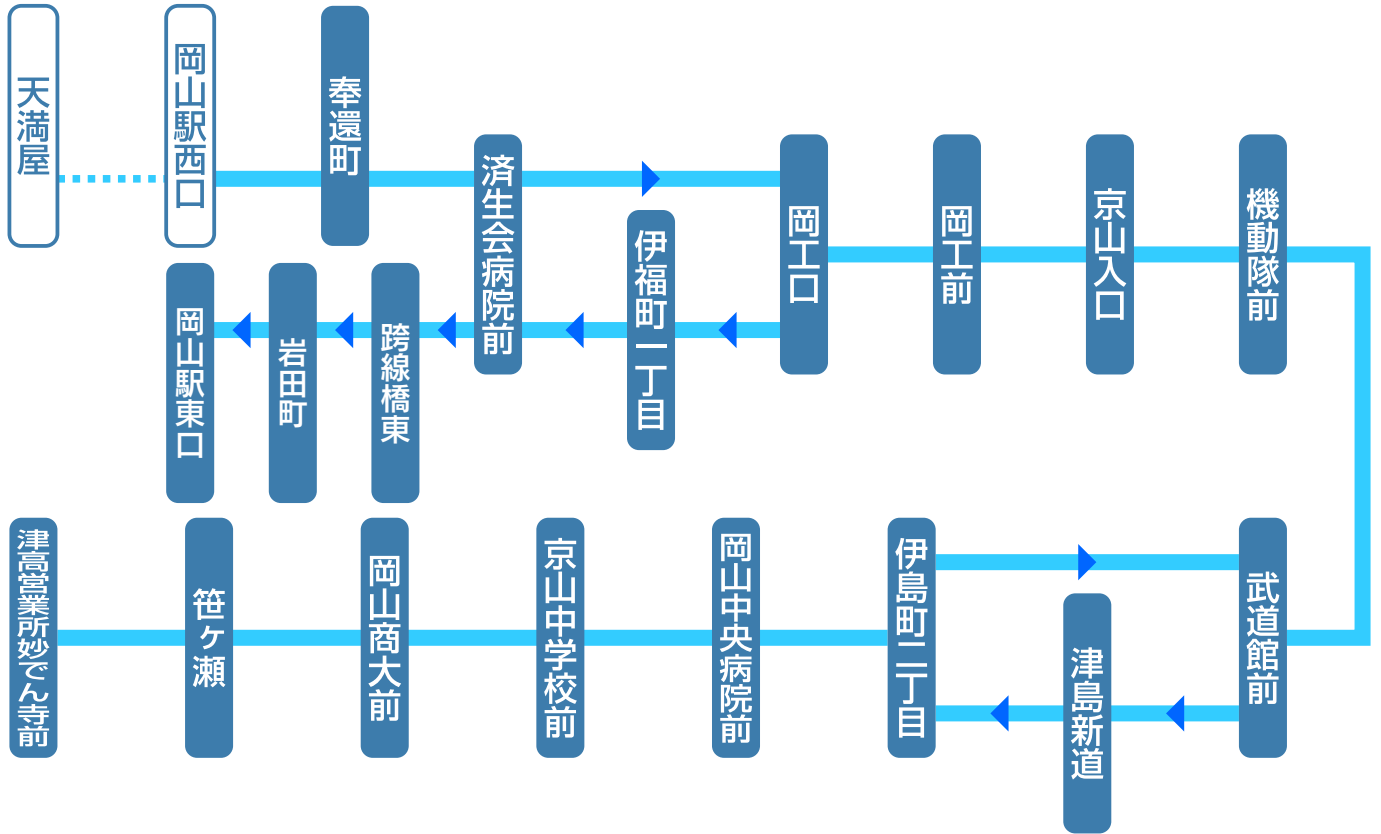 天満屋
岡山駅西口
奉還町
済生会病院前
伊福町一丁目
岡工口
岡工前
京山入口
機動隊前
岡山駅東口
岩田町
跨線橋東
津高営業所妙でん寺前
笹ヶ瀬
岡山商大前
京山中学校前
岡山中央病院前
伊島町二丁目
津島新道
武道館前